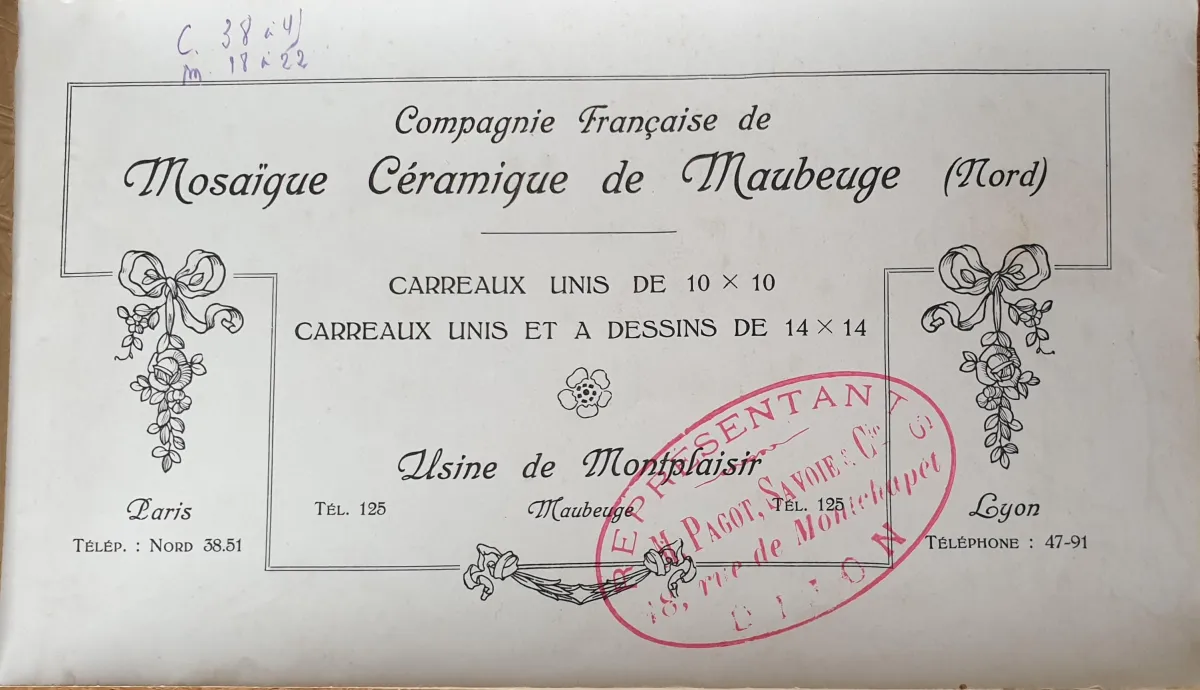 C. 38 à 41
M. 18 à 22
Compagnie Française de
Mosaïque Céramique de Maubeuge (Nord)
CARREAUX UNIS DE 10 × 10
CARREAUX UNIS ET A DESSINS DE 14 × 14
Usine de Montplaisir
TÉL. 125 Maubeuge TÉL. 125
Paris
TÉLÉP. : NORD 38.51
Lyon
TÉLÉPHONE : 47-91
REPRÉSENTANTS
M. PAGOT, SAVOIE & Cie
18, rue de Montchapet
DIJON